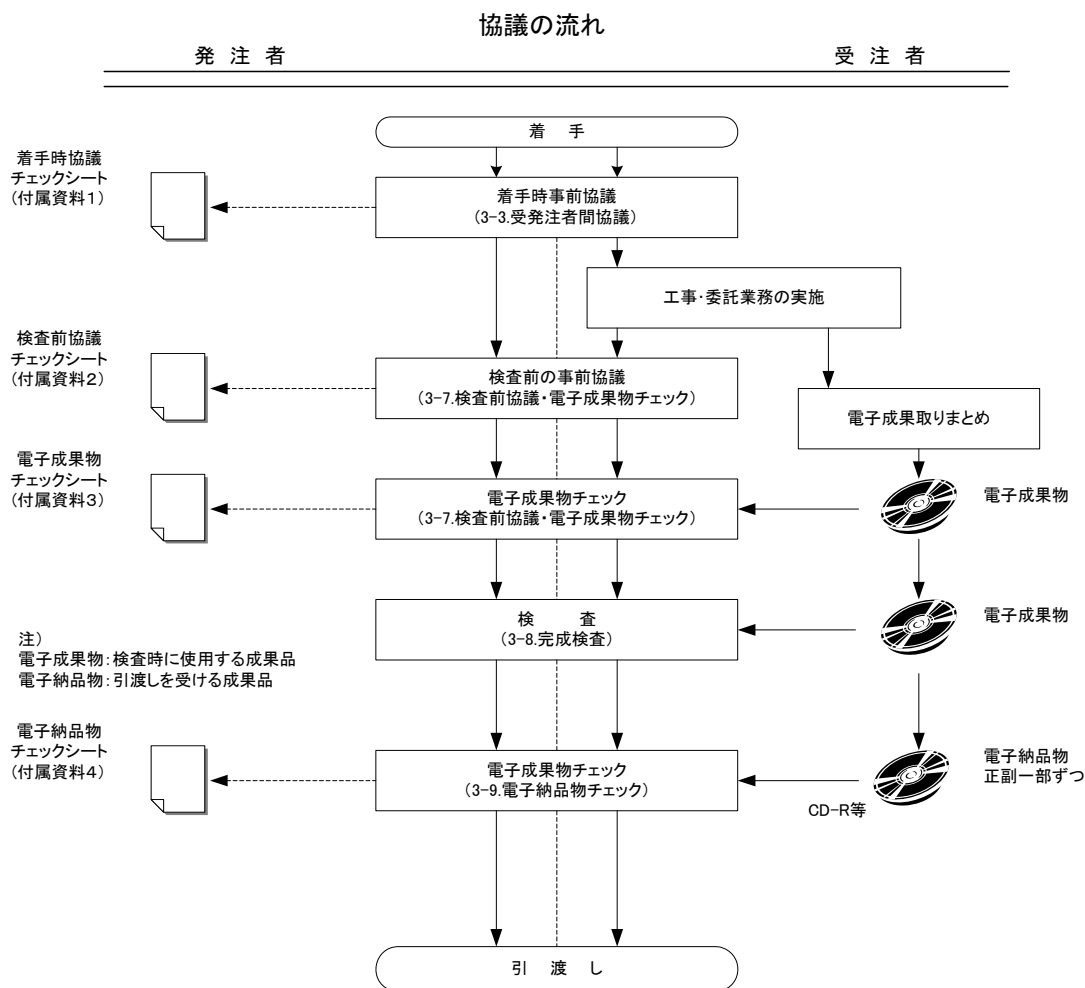 協議の流れ
発 注 者
受 注 者
着 手
着手時協議
チェックシート
(付属資料1)
着手時事前協議
(3-3.受発注者間協議)
工事・委託業務の実施
検査前協議
チェックシート
(付属資料2)
検査前の事前協議
(3-7.検査前協議・電子成果物チェック)
電子成果取りまとめ
電子成果物
チェックシート
(付属資料3)
電子成果物チェック
(3-7.検査前協議・電子成果物チェック)
電子成果物
検 査
(3-8.完成検査)
電子成果物
注)
電子成果物:検査時に使用する成果品
電子納品物:引渡しを受ける成果品
電子納品物
チェックシート
(付属資料4)
電子成果物チェック
(3-9.電子納品物チェック)
電子納品物
正副一部ずつ
CD-R等
引 渡 し